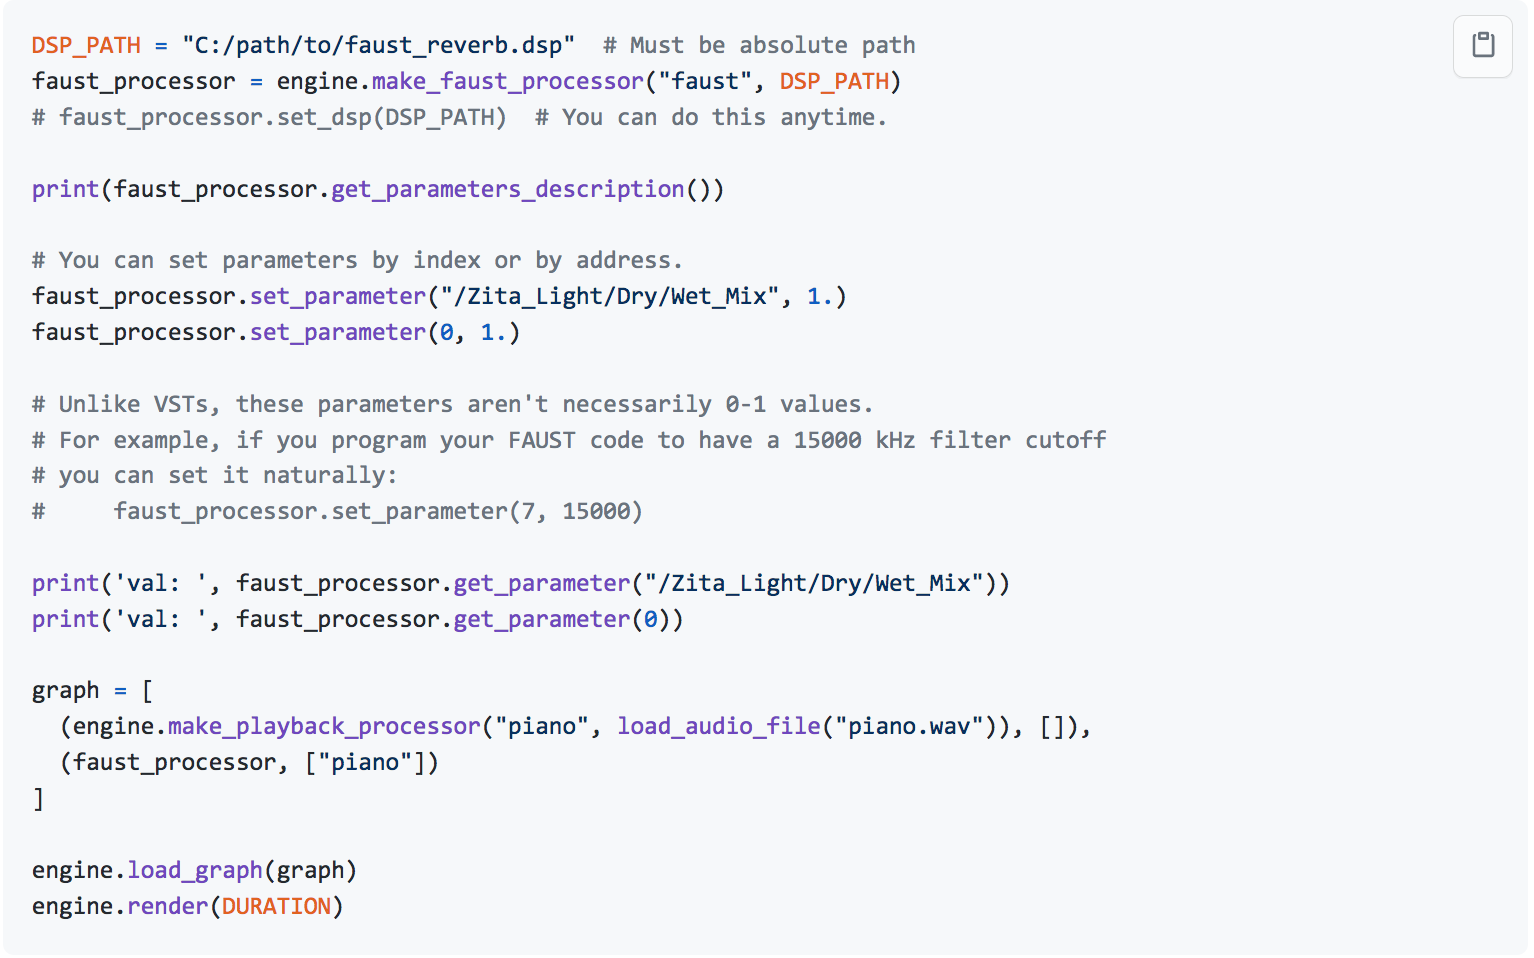 DSP_PATH = "C:/path/to/faust_reverb.dsp"  # Must be absolute path
faust_processor = engine.make_faust_processor("faust", DSP_PATH)
# faust_processor.set_dsp(DSP_PATH)  # You can do this anytime.

print(faust_processor.get_parameters_description())

# You can set parameters by index or by address.
faust_processor.set_parameter("/Zita_Light/Dry/Wet_Mix", 1.)
faust_processor.set_parameter(0, 1.)

# Unlike VSTs, these parameters aren't necessarily 0-1 values.
# For example, if you program your FAUST code to have a 15000 kHz filter cutoff
# you can set it naturally:
#     faust_processor.set_parameter(7, 15000)

print('val: ', faust_processor.get_parameter("/Zita_Light/Dry/Wet_Mix"))
print('val: ', faust_processor.get_parameter(0))

graph = [
  (engine.make_playback_processor("piano", load_audio_file("piano.wav")), []),
  (faust_processor, ["piano"])
]

engine.load_graph(graph)
engine.render(DURATION)